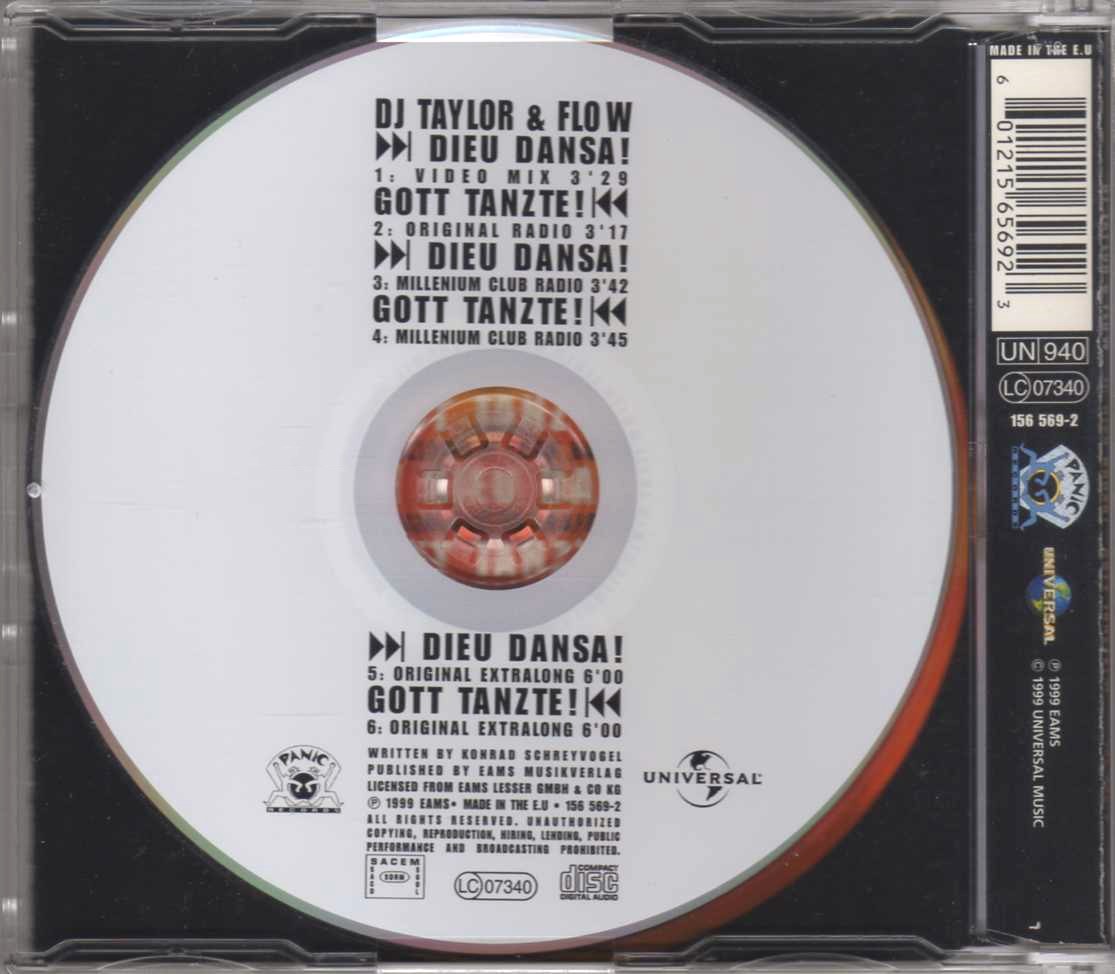 DJ TAYLOR & FLOW
DIEU DANSA!
1: VIDEO MIX 3'29
GOTT TANZTE!
2: ORIGINAL RADIO 3'17
DIEU DANSA!
3: MILLENIUM CLUB RADIO 3'42
GOTT TANZTE!
4: MILLENIUM CLUB RADIO 3'45
DIEU DANSA!
5: ORIGINAL EXTRALONG 6'00
GOTT TANZTE!
6: ORIGINAL EXTRALONG 6'00
WRITTEN BY KONRAD SCHREYVOGEL
PUBLISHED BY EAMS MUSIKVERLAG
LICENSED FROM EAMS LESSER GMBH & CO KG
℗ 1999 EAMS• MADE IN THE E.U • 156 569-2
ALL RIGHTS RESERVED. UNAUTHORIZED
COPYING, REPRODUCTION, HIRING, LENDING, PUBLIC
PERFORMANCE AND BROADCASTING PROHIBITED.
PANIC
RECORDS
UNIVERSAL
SACEM
SACD
SDRM
LC 07340
COMPACT
disc
DIGITAL AUDIO
MADE IN THE E.U
6 01215 65692 3
UN 940
LC 07340
156 569-2
PANIC
UNIVERSAL
℗ 1999 EAMS
© 1999 UNIVERSAL MUSIC